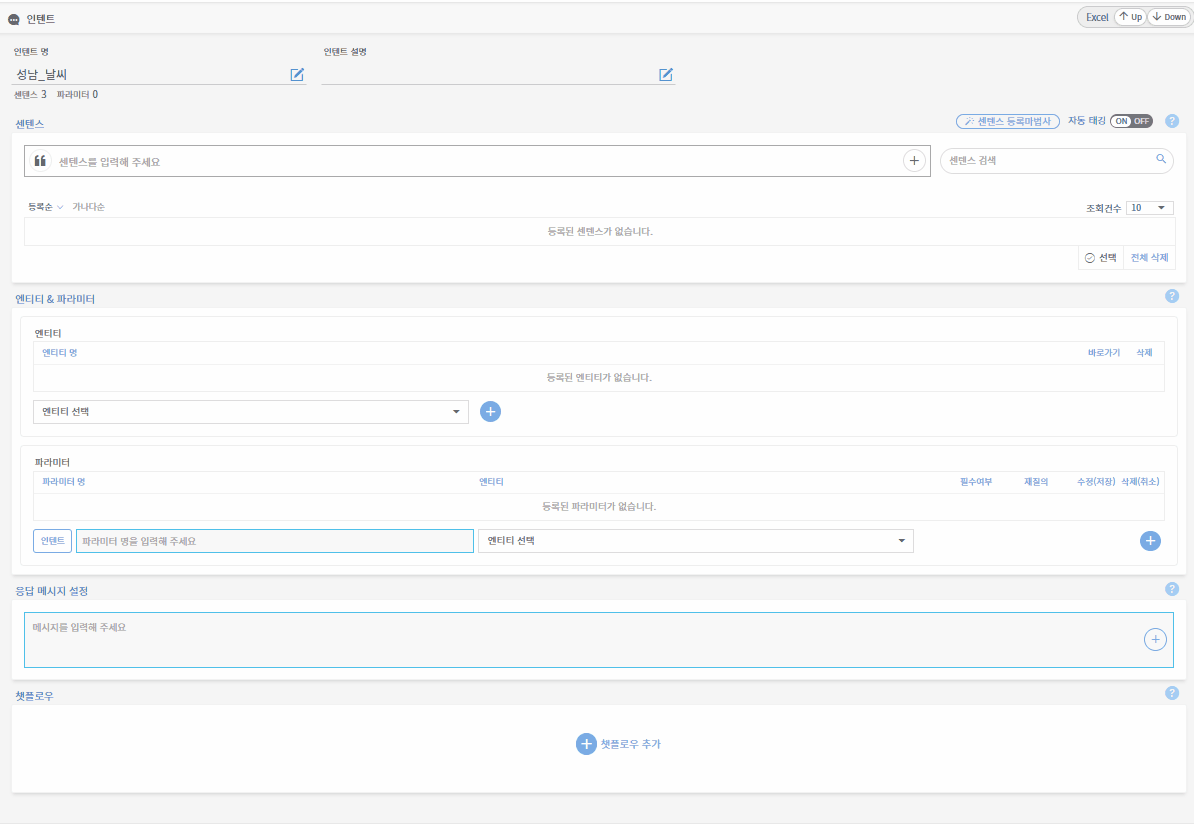 인텐트
Excel Up Down
인텐트 명 인텐트 설명
성남_날씨
센텐스 3 파라미터 0
센텐스
센텐스 등록마법사 자동 태깅 ON OFF ?
센텐스를 입력해 주세요 센텐스 검색
등록순 가나다순 조회건수 10
등록된 센텐스가 없습니다.
선택 전체 삭제
엔티티 & 파라미터 ?
엔티티
엔티티 명 바로가기 삭제
등록된 엔티티가 없습니다.
엔티티 선택
파라미터
파라미터 명 엔티티 필수여부 재질의 수정(저장) 삭제(취소)
등록된 파라미터가 없습니다.
인텐트 파라미터 명을 입력해 주세요 엔티티 선택
응답 메시지 설정 ?
메시지를 입력해 주세요
챗플로우 ?
챗플로우 추가